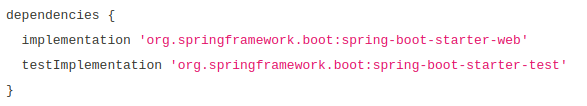 dependencies {
  implementation 'org.springframework.boot:spring-boot-starter-web'
  testImplementation 'org.springframework.boot:spring-boot-starter-test'
}